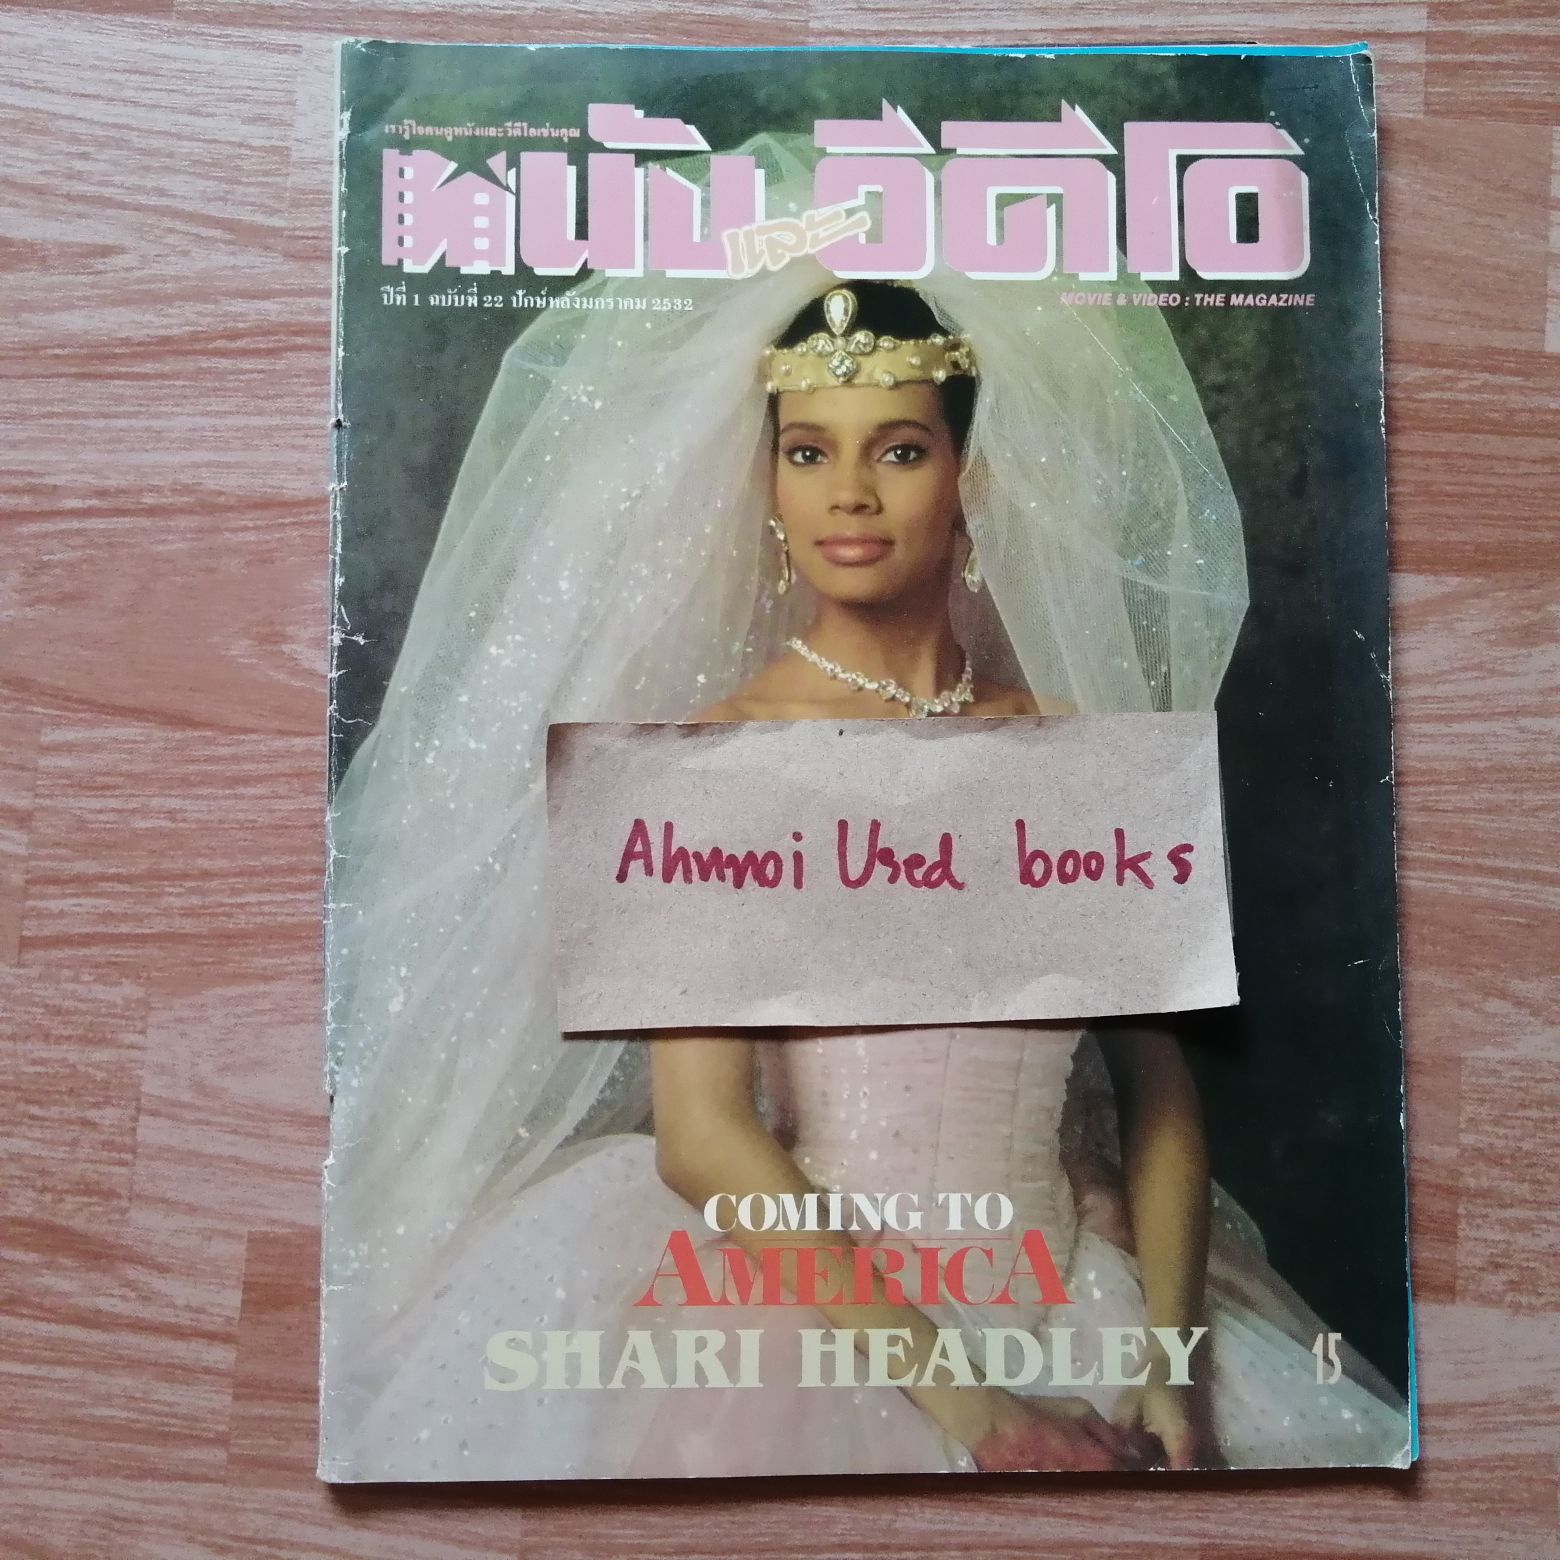 เรารู้ใจคนดูหนังและวีดีโอเช่นคุณ
หนังและวีดีโอ
ปีที่ 1 ฉบับที่ 22 ปักษ์หลังมกราคม 2532
MOVIE & VIDEO : THE MAGAZINE
Ahnnoi Used books
COMING TO
AMERICA
SHARI HEADLEY
15